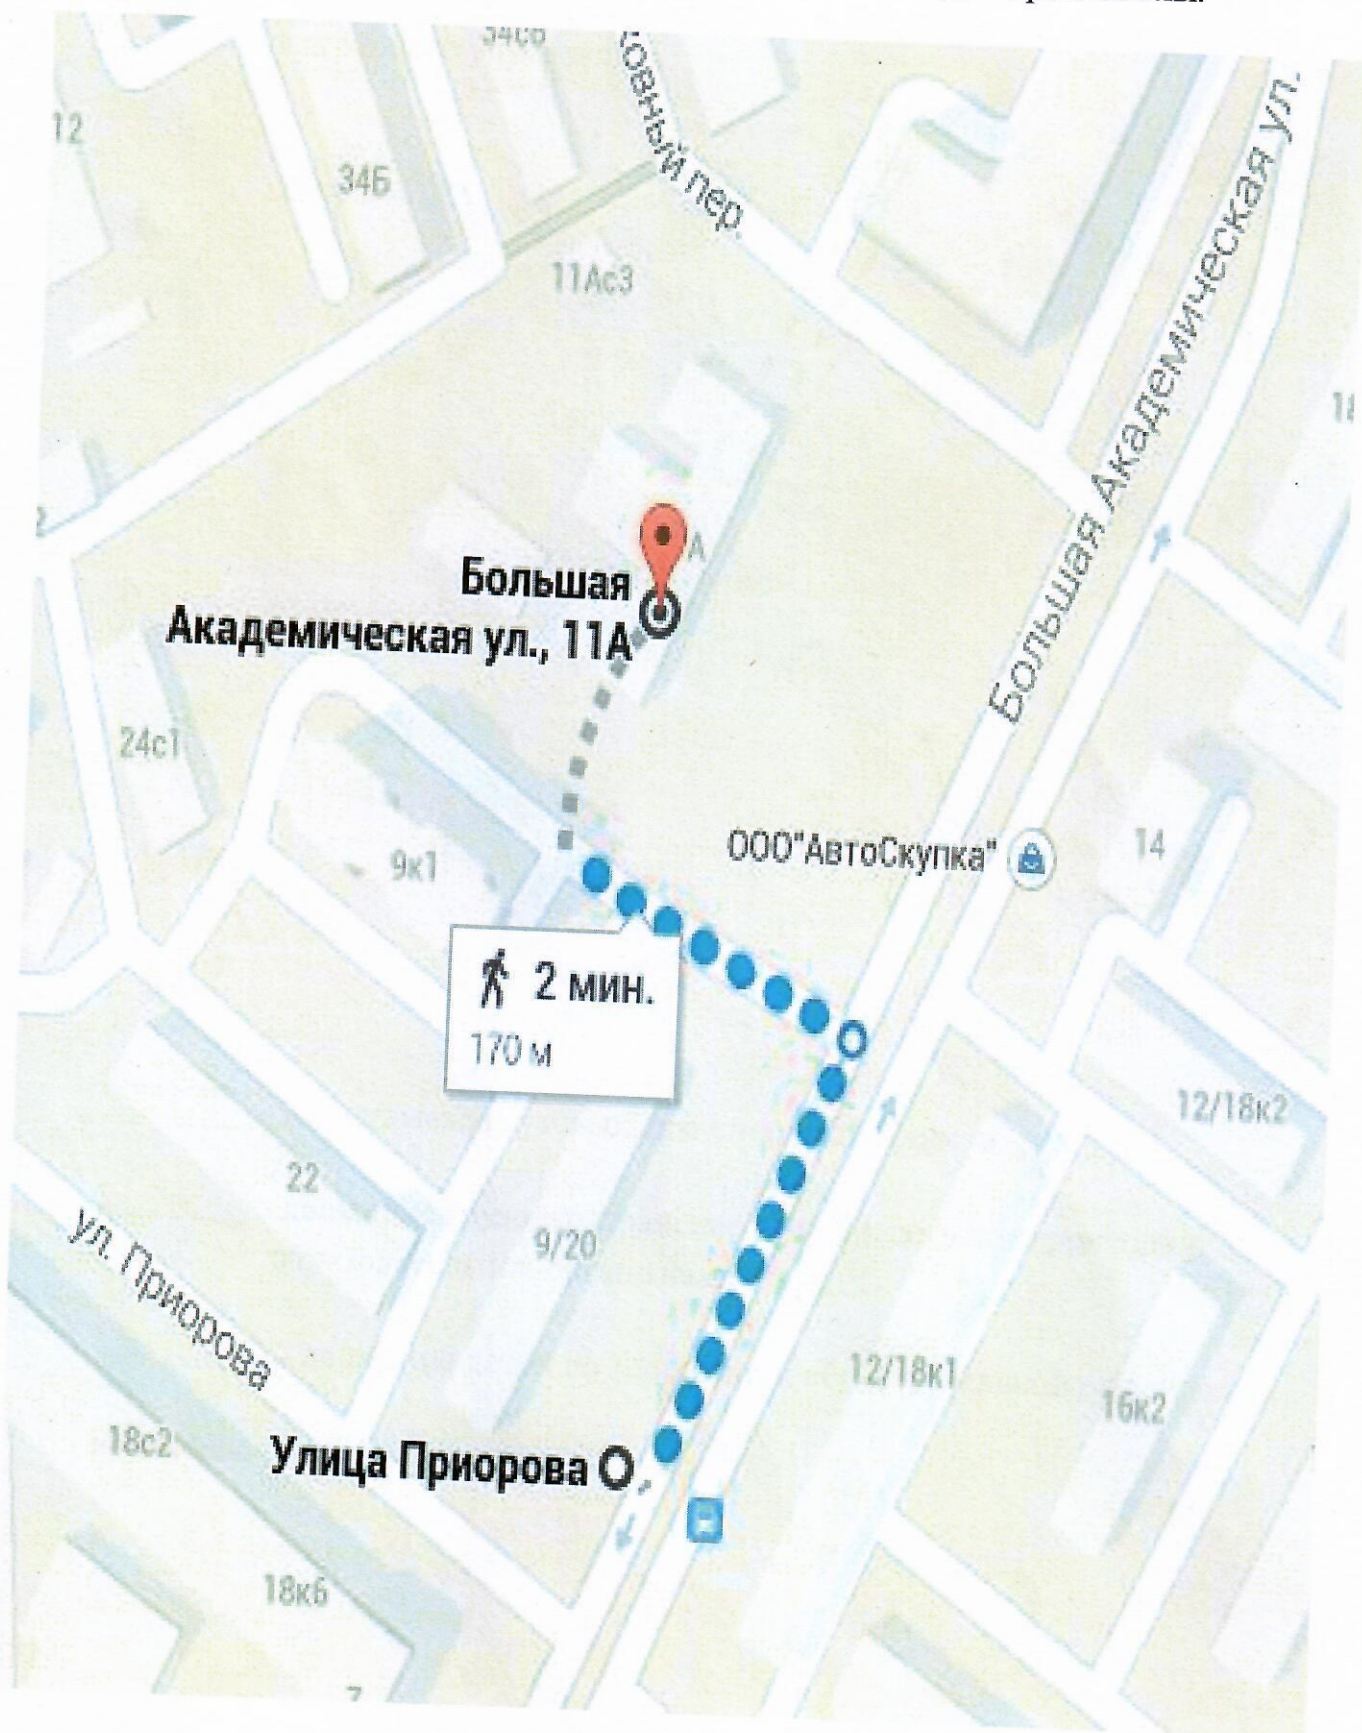 12
34Б
11Ас3
Большая Академическая ул.
А
Большая
Академическая ул., 11А
24с1
ООО"АвтоСкупка"
14
9к1
2 мин.
170 м
12/18к2
22
9/20
ул. Приорова
12/18к1
16к2
18с2
Улица Приорова
18к6
7
пер.